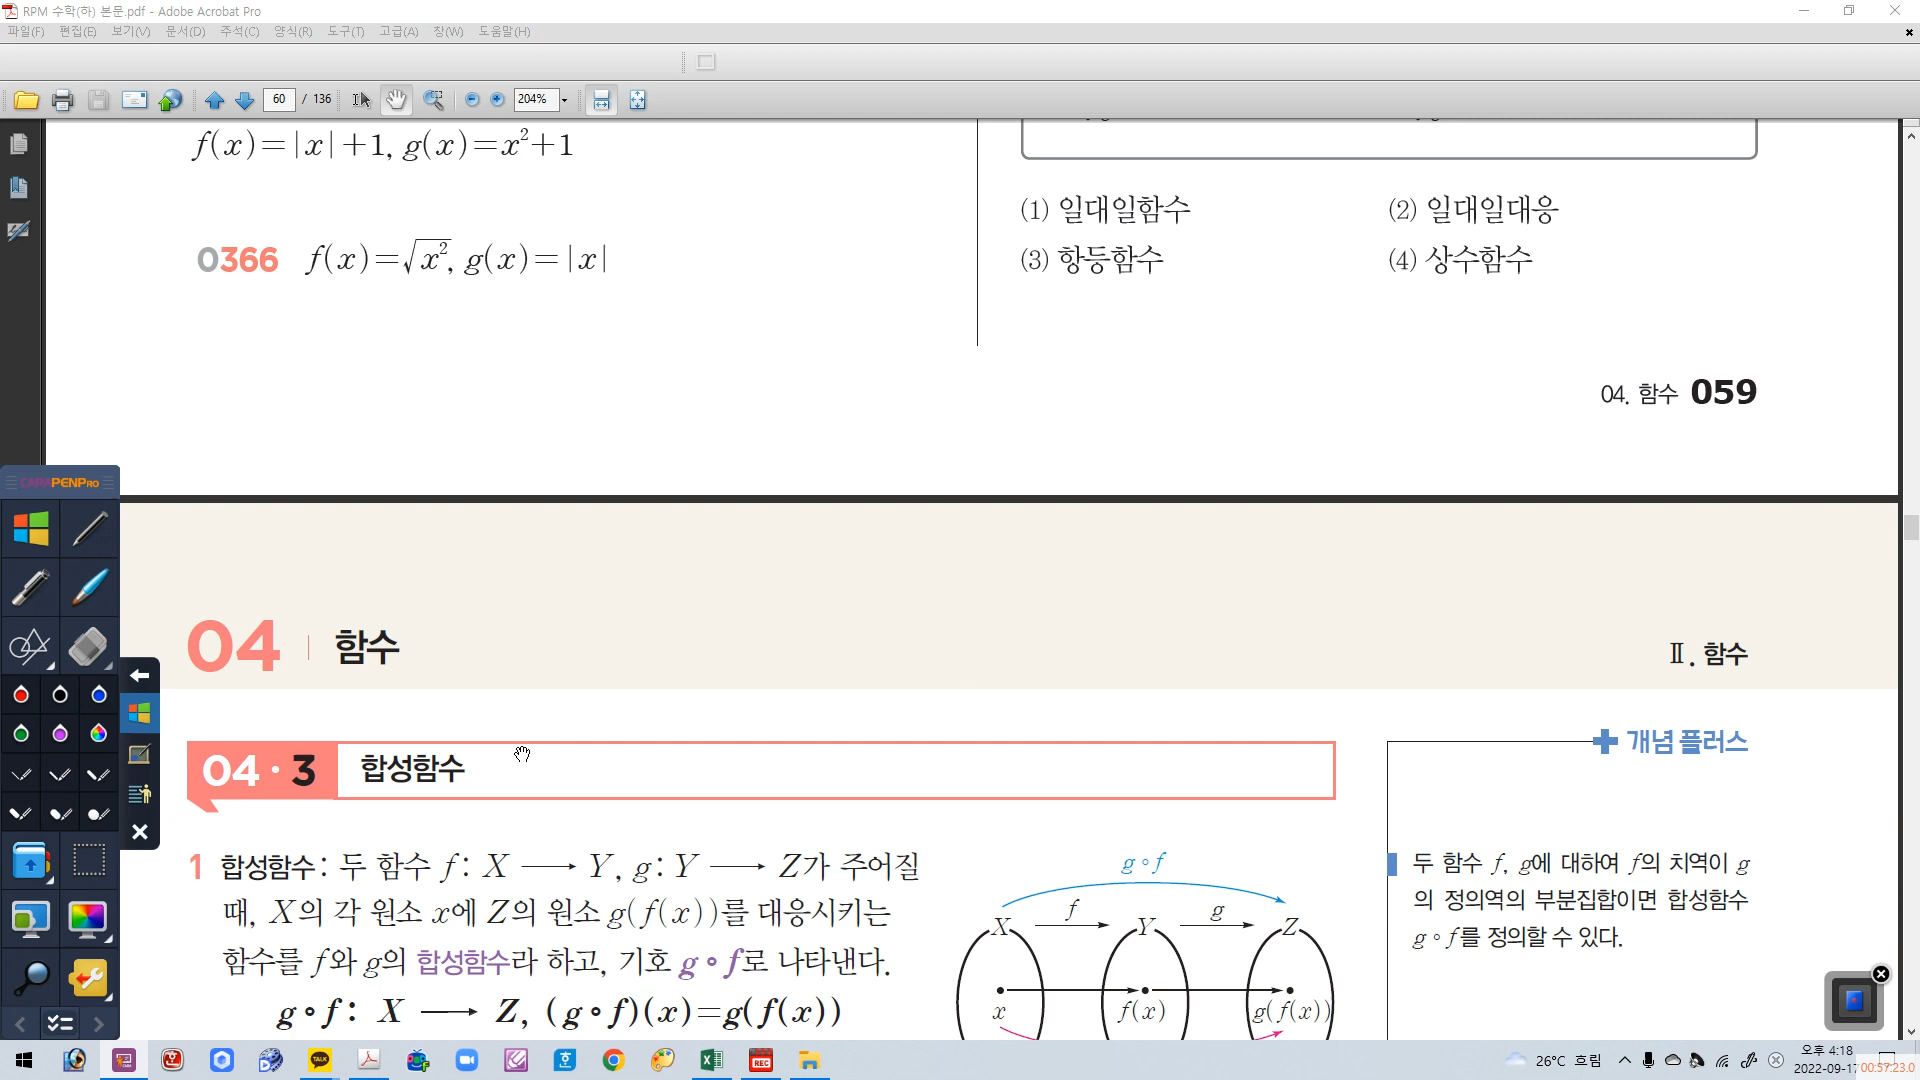 RPM 수학(하) 본문.pdf - Adobe Acrobat Pro
파일(F) 편집(E) 보기(V) 문서(D) 주석(C) 양식(R) 도구(T) 고급(A) 창(W) 도움말(H)
60 / 136 204%
f(x)=|x|+1, g(x)=x²+1
0366 f(x)=√x², g(x)=|x|
(1) 일대일함수 (2) 일대일대응
(3) 항등함수 (4) 상수함수
04. 함수 059
CARAPENPRO
04 함수
Ⅱ. 함수
04·3 합성함수
개념 플러스
1 합성함수 : 두 함수 f : X ⟶ Y, g : Y ⟶ Z가 주어질
때, X의 각 원소 x에 Z의 원소 g(f(x))를 대응시키는
함수를 f와 g의 합성함수라 하고, 기호 g∘f로 나타낸다.
g∘f : X ⟶ Z, (g∘f)(x)=g(f(x))
g∘f
X f Y g Z
x f(x) g(f(x))
두 함수 f, g에 대하여 f의 치역이 g
의 정의역의 부분집합이면 합성함수
g∘f를 정의할 수 있다.
TALK
REC
26°C 흐림
오후 4:18
2022-09-17
00:57:23.0